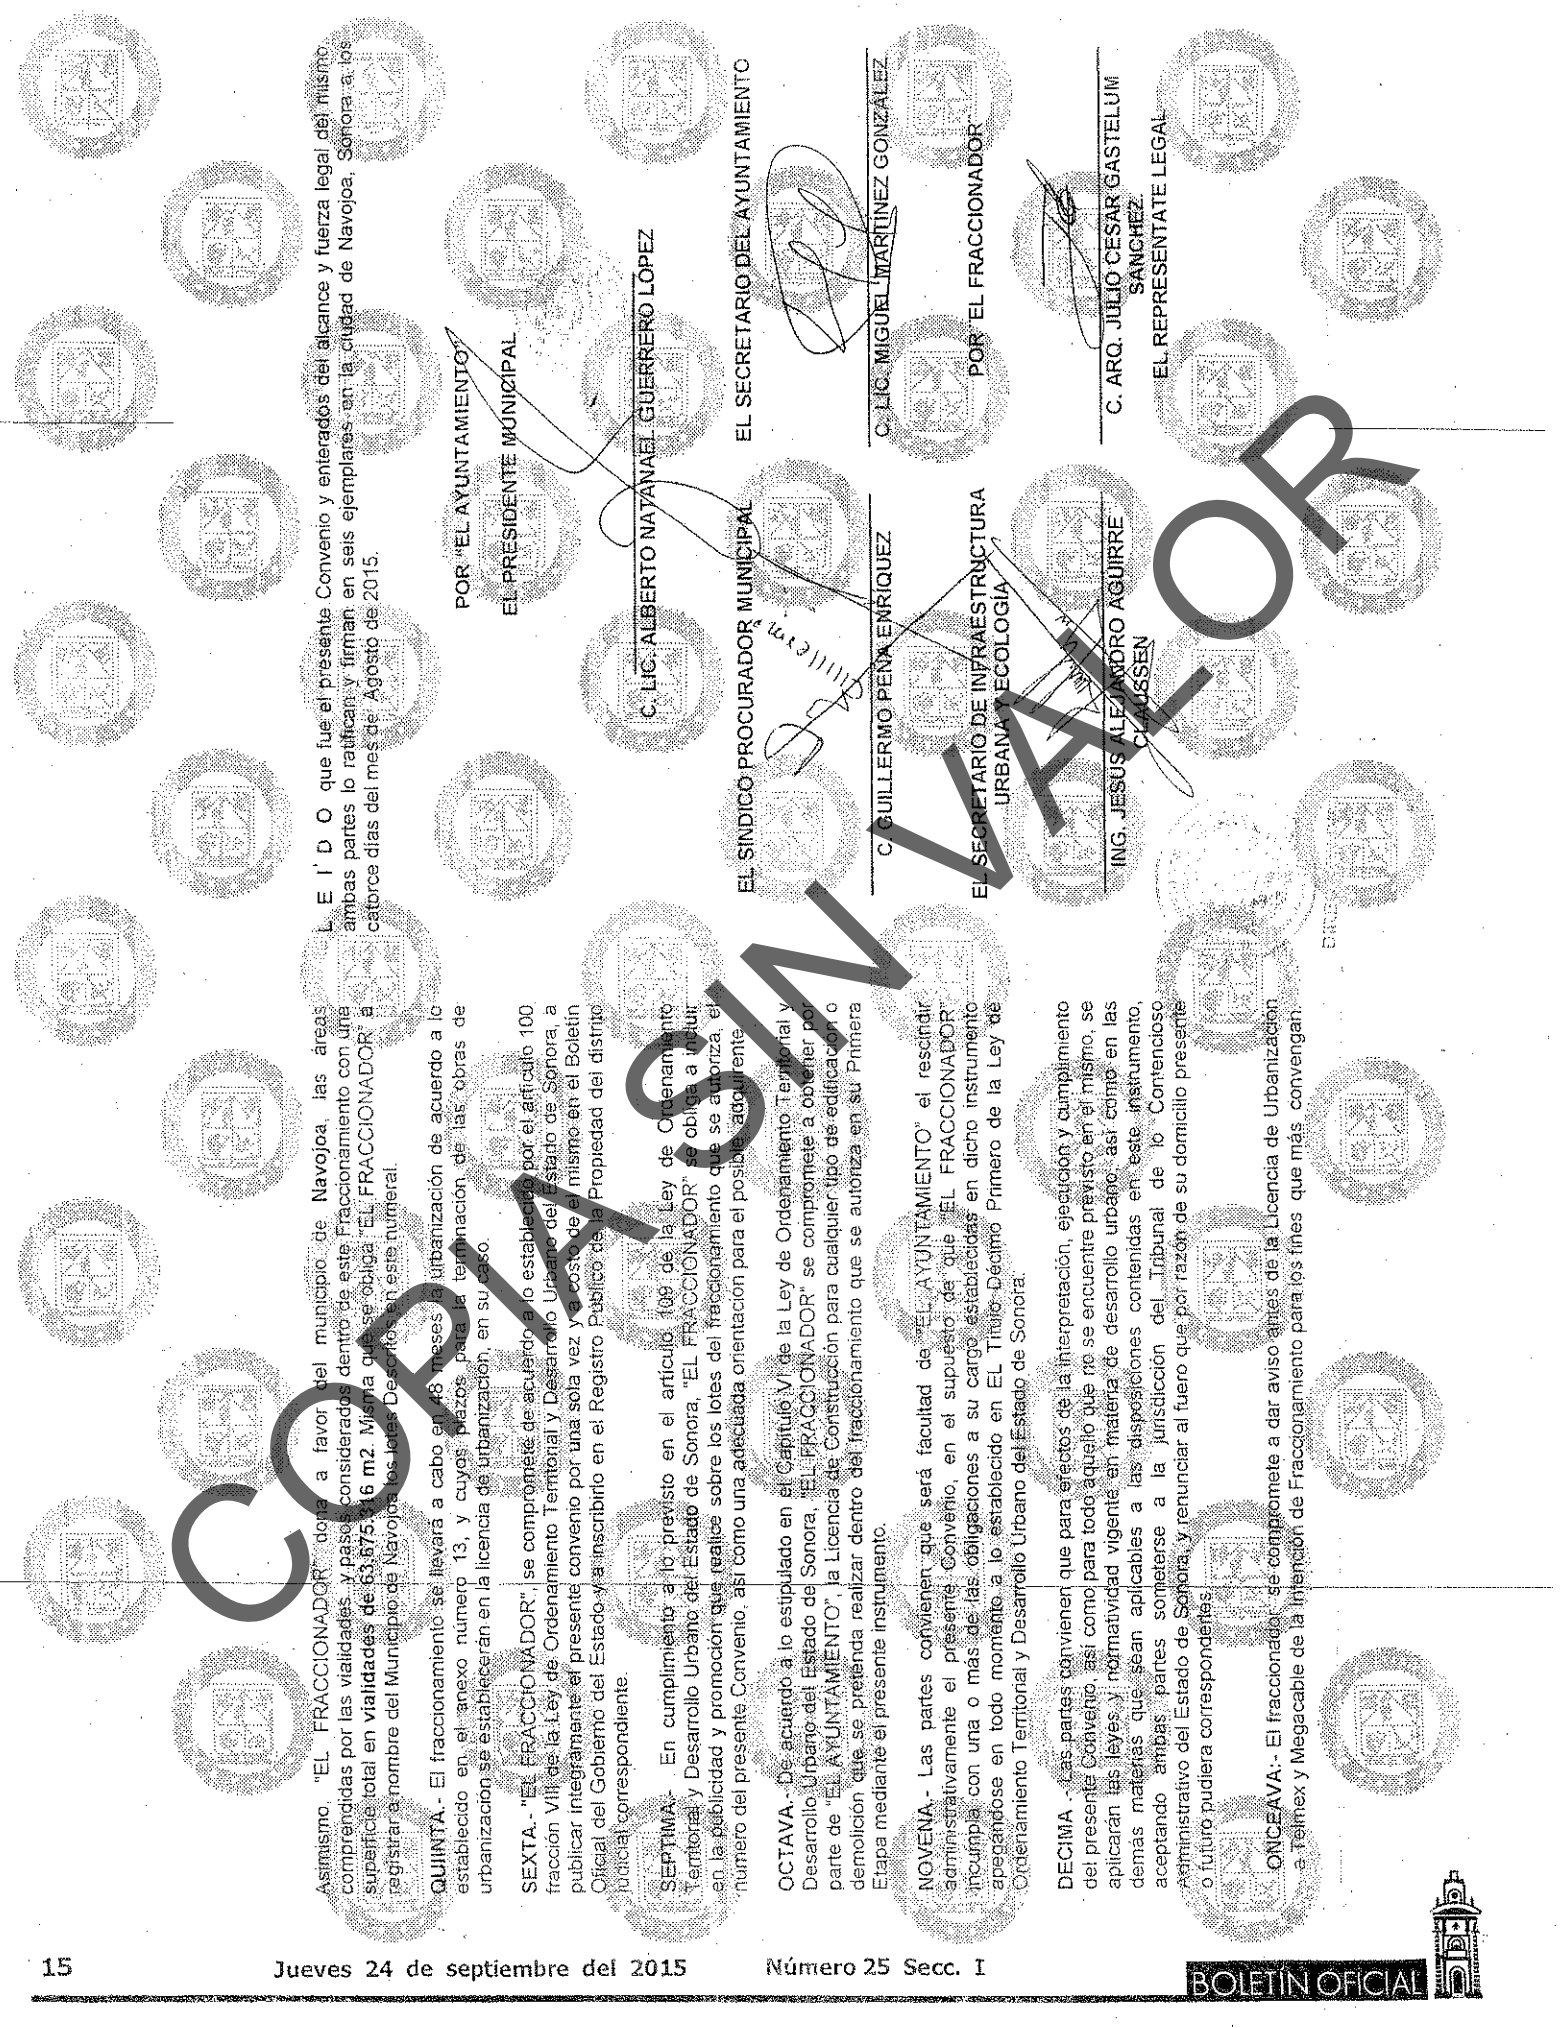 Asimismo, "EL FRACCIONADOR" dona a favor del municipio de Navojoa, las áreas
comprendidas por las vialidades y pasos considerados dentro de este Fraccionamiento con una
superficie total en vialidades de 63,675.316 m2. Misma que se obliga "EL FRACCIONADOR" a
registrar a nombre del Municipio de Navojoa los lotes Descritos en este numeral.
QUIINTA.- El fraccionamiento se llevará a cabo en 48 meses la urbanización de acuerdo a lo
establecido en el anexo número 13, y cuyos plazos para la terminación de las obras de
urbanización se establecerán en la licencia de urbanización, en su caso.
SEXTA.- "EL FRACCIONADOR", se compromete de acuerdo a lo establecido por el artículo 100
fracción VIII de la Ley de Ordenamiento Territorial y Desarrollo Urbano del Estado de Sonora, a
publicar íntegramente el presente convenio por una sola vez y a costo de el mismo en el Boletín
Oficial del Gobierno del Estado y a inscribirlo en el Registro Público de la Propiedad del distrito
judicial correspondiente.
SEPTIMA.- En cumplimiento a lo previsto en el artículo 109 de la Ley de Ordenamiento
Territorial y Desarrollo Urbano del Estado de Sonora, "EL FRACCIONADOR" se obliga a incluir
en la publicidad y promoción que realice sobre los lotes del fraccionamiento que se autoriza, el
número del presente Convenio, así como una adecuada orientación para el posible adquirente.
OCTAVA.- De acuerdo a lo estipulado en el Capítulo VI de la Ley de Ordenamiento Territorial y
Desarrollo Urbano del Estado de Sonora, "EL FRACCIONADOR" se compromete a obtener por
parte de "EL AYUNTAMIENTO", la Licencia de Construcción para cualquier tipo de edificación o
demolición que se pretenda realizar dentro del fraccionamiento que se autoriza en su Primera
Etapa mediante el presente instrumento.
NOVENA.- Las partes convienen que será facultad de "EL AYUNTAMIENTO" el rescindir
administrativamente el presente Convenio, en el supuesto de que "EL FRACCIONADOR"
incumpla con una o más de las obligaciones a su cargo establecidas en dicho instrumento
apegándose en todo momento a lo establecido en EL Título Décimo Primero de la Ley de
Ordenamiento Territorial y Desarrollo Urbano del Estado de Sonora.
DECIMA .- Las partes convienen que para efectos de la interpretación, ejecución y cumplimiento
del presente Convenio, así como para todo aquello que no se encuentre previsto en el mismo, se
aplicarán las leyes y normatividad vigente en materia de desarrollo urbano, así como en las
demás materias que sean aplicables a las disposiciones contenidas en este instrumento,
aceptando ambas partes someterse a la jurisdicción del Tribunal de lo Contencioso
Administrativo del Estado de Sonora, y renunciar al fuero que por razón de su domicilio presente
o futuro pudiera corresponderles.
ONCEAVA:- El fraccionador se compromete a dar aviso antes de la Licencia de Urbanización
a Telmex y Megacable de la Intención de Fraccionamiento para los fines que más convengan.
L E I D O que fue el presente Convenio y enterados del alcance y fuerza legal del mismo
ambas partes lo ratifican y firman en seis ejemplares en la ciudad de Navojoa, Sonora a los
catorce días del mes de Agosto de 2015.
POR "EL AYUNTAMIENTO"
EL PRESIDENTE MUNICIPAL
C. LIC. ALBERTO NATANAEL GUERRERO LÓPEZ
EL SINDICO PROCURADOR MUNICIPAL
C. GUILLERMO PEÑA ENRIQUEZ
EL SECRETARIO DEL AYUNTAMIENTO
C. LIC. MIGUEL MARTINEZ GONZÁLEZ
EL SECRETARIO DE INFRAESTRUCTURA
URBANA Y ECOLOGÍA
ING. JESUS ALEJANDRO AGUIRRE
CLAUSSEN
POR "EL FRACCIONADOR"
C. ARQ. JULIO CESAR GASTELUM
SANCHEZ.
EL REPRESENTATE LEGAL
COPIA SIN VALOR
15
Jueves 24 de septiembre del 2015
Número 25 Secc. I
BOLETIN OFICIAL